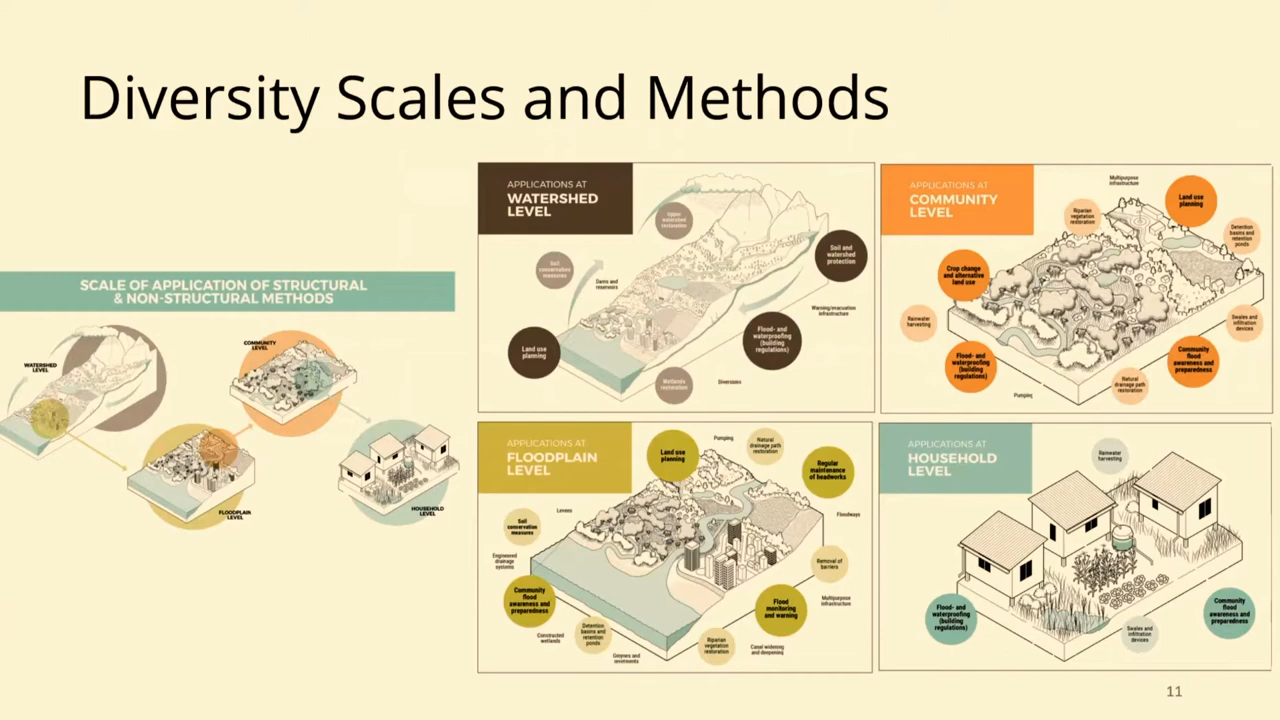 Diversity Scales and Methods
SCALE OF APPLICATION OF STRUCTURAL
& NON-STRUCTURAL METHODS
WATERSHED
LEVEL
COMMUNITY
LEVEL
FLOODPLAIN
LEVEL
HOUSEHOLD
LEVEL
APPLICATIONS AT
WATERSHED
LEVEL
Upper
watershed
restoration
Soil
conservation
measures
Dams and
reservoirs
Soil and
watershed
protection
Warning/evacuation
infrastructure
Land use
planning
Flood- and
waterproofing
(building
regulations)
Wetlands
restoration
Diversions
APPLICATIONS AT
COMMUNITY
LEVEL
Multipurpose
infrastructure
Land use
planning
Riparian
vegetation
restoration
Detention
basins and
retention
ponds
Crop change
and alternative
land use
Rainwater
harvesting
Swales and
infiltration
devices
Flood- and
waterproofing
(building
regulations)
Community
flood
awareness and
preparedness
Natural
drainage path
restoration
Pumping
APPLICATIONS AT
FLOODPLAIN
LEVEL
Land use
planning
Pumping
Natural
drainage path
restoration
Regular
maintenance
of headworks
Levees
Floodways
Soil
conservation
measures
Engineered
drainage
systems
Removal of
barriers
Community
flood
awareness and
preparedness
Flood
monitoring
and warning
Multipurpose
infrastructure
Constructed
wetlands
Detention
basins and
retention
ponds
Groynes and
revetments
Riparian
vegetation
restoration
Canal widening
and deepening
APPLICATIONS AT
HOUSEHOLD
LEVEL
Rainwater
harvesting
Flood- and
waterproofing
(building
regulations)
Swales and
infiltration
devices
Community
flood
awareness and
preparedness
11